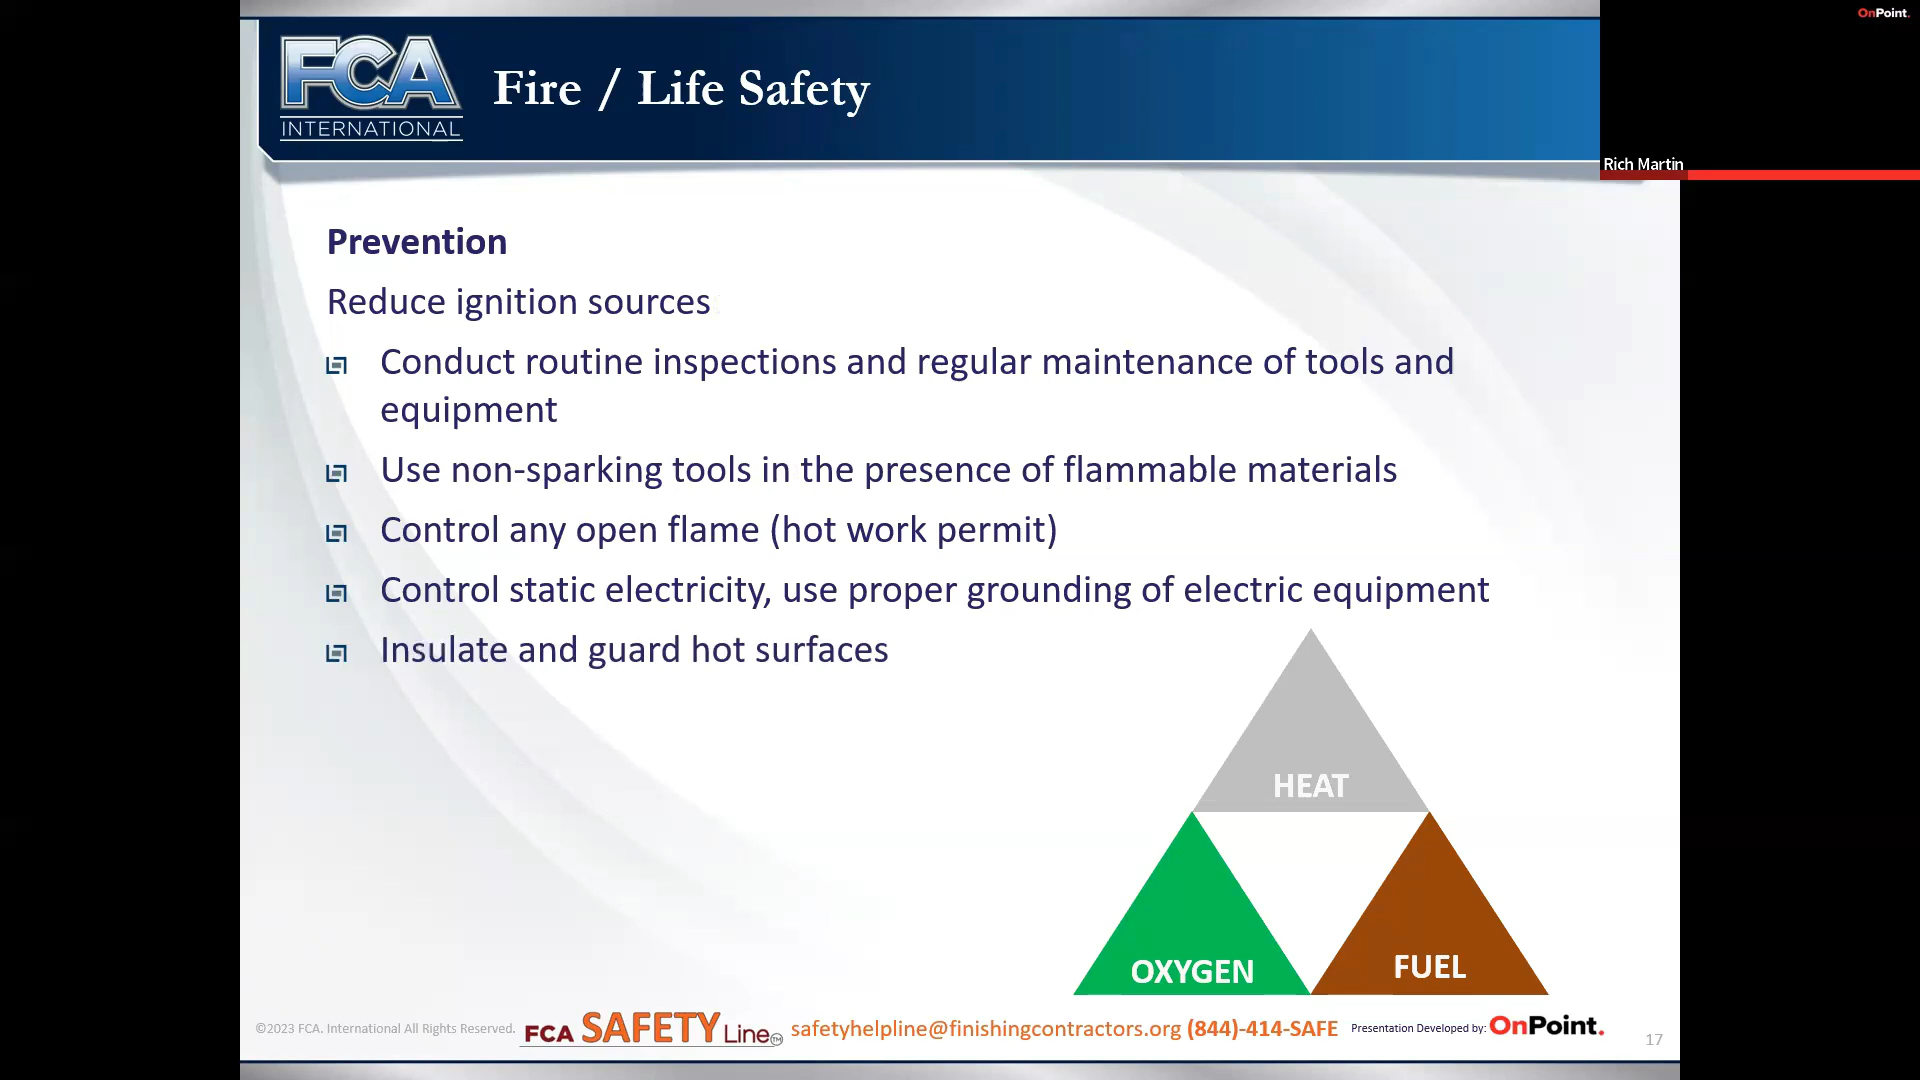 OnPoint.
FCA
INTERNATIONAL
Fire / Life Safety
Rich Martin
Prevention
Reduce ignition sources
Conduct routine inspections and regular maintenance of tools and
equipment
Use non-sparking tools in the presence of flammable materials
Control any open flame (hot work permit)
Control static electricity, use proper grounding of electric equipment
Insulate and guard hot surfaces
HEAT
OXYGEN
FUEL
©2023 FCA. International All Rights Reserved. FCA SAFETY Line TM safetyhelpline@finishingcontractors.org (844)-414-SAFE Presentation Developed by: OnPoint.
17